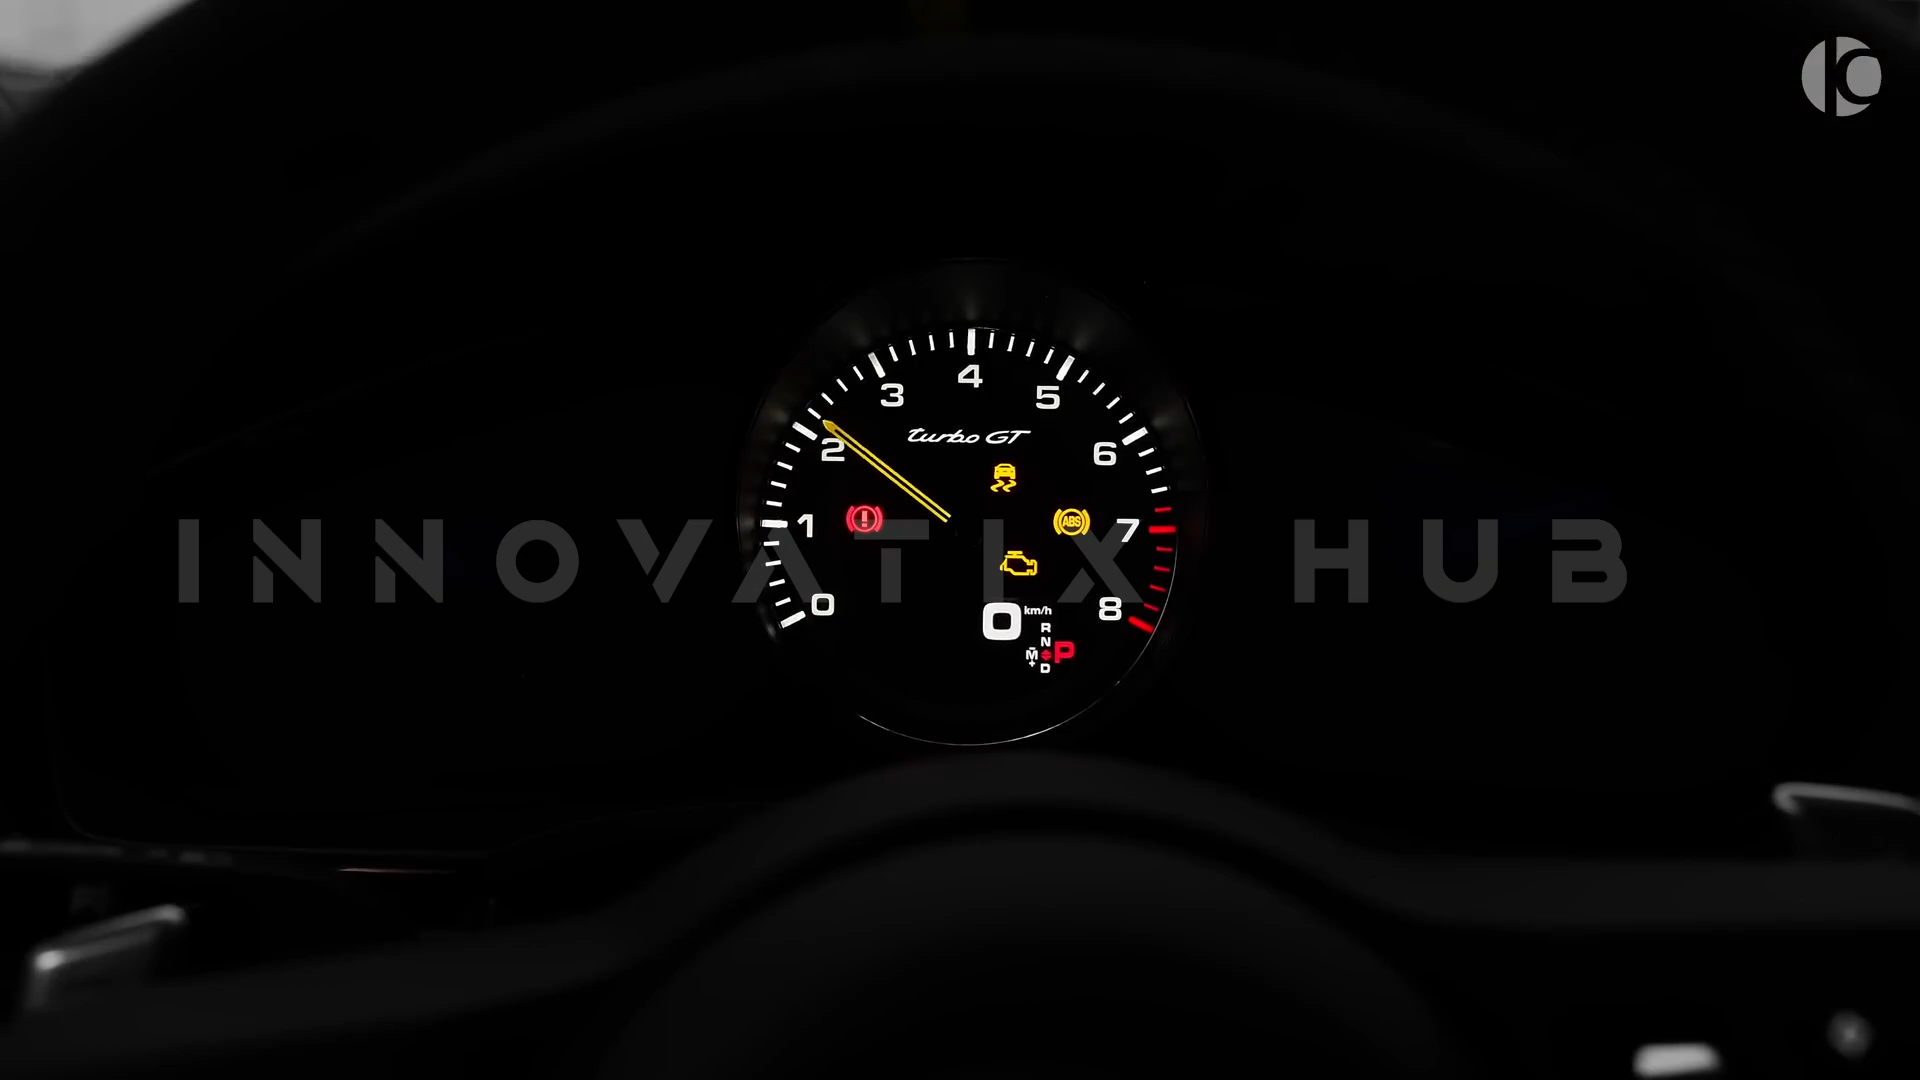 4
3 5
turbo GT
2 6
1 ! ABS 7
INNOVATIX HUB
0 8
0 km/h
R
N
M P
+
D